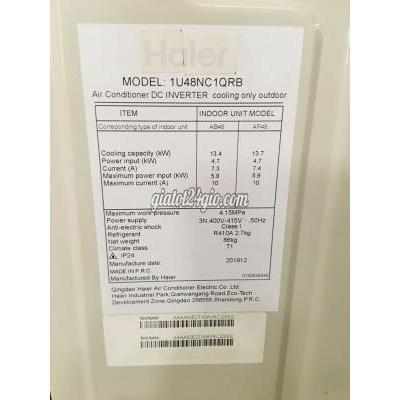 Haier
MODEL: 1U48NC1QRB
Air Conditioner DC INVERTER cooling only outdoor
ITEM INDOOR UNIT MODEL
Corresponing type of indoor unit AB48 AP48
Cooling capacity (kW) 13.4 13.7
Power input (kW) 4.7 4.7
Current (A) 7.3 7.4
Maximum power input (kW) 5.9 5.9
Maximum current (A) 10 10
giatot24gio.com
Maximum work pressure 4.15MPa
Power supply 3N,400V-415V~,50Hz
Anti-electric shock Class I
Refrigerant R410A 2.7kg
Net weight 86kg
Climate class T1
IP24
Manufacture date: 201912
MADE IN P.R.C.
Manufactured By Haier
Qingdao Haier Air Conditioner Electric Co.,Ltd.
Haier Industrial Park,Qianwangang Road,Eco-Tech
Development Zone,Qingdao 266555,Shandong,P.R.C.